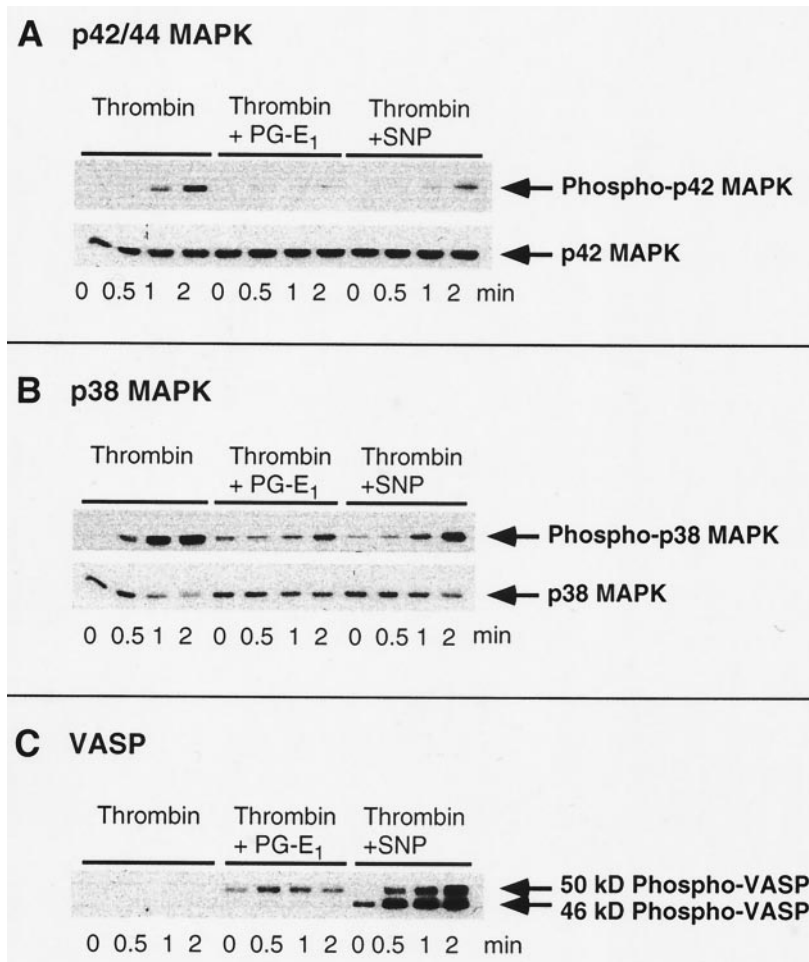 A p42/44 MAPK
Thrombin Thrombin Thrombin
+ PG-E₁ +SNP
Phospho-p42 MAPK
p42 MAPK
0 0.5 1 2 0 0.5 1 2 0 0.5 1 2 min
B p38 MAPK
Thrombin Thrombin Thrombin
+ PG-E₁ +SNP
Phospho-p38 MAPK
p38 MAPK
0 0.5 1 2 0 0.5 1 2 0 0.5 1 2 min
C VASP
Thrombin Thrombin Thrombin
+ PG-E₁ +SNP
50 kD Phospho-VASP
46 kD Phospho-VASP
0 0.5 1 2 0 0.5 1 2 0 0.5 1 2 min